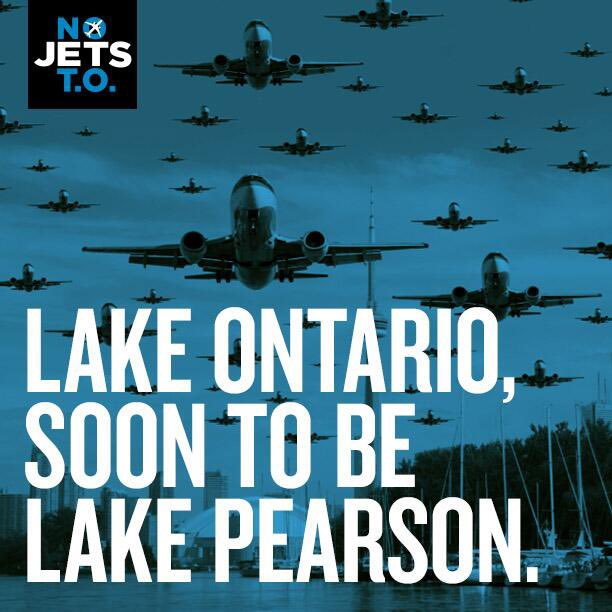 NO
JETS
T.O.
LAKE ONTARIO,
SOON TO BE
LAKE PEARSON.